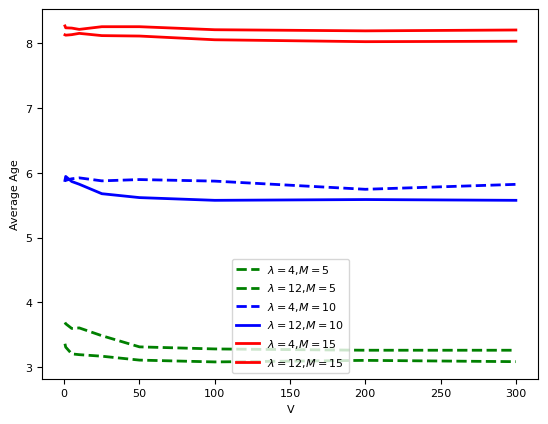 8
7
6
5
4
3
Average Age
λ = 4,M = 5
λ = 12,M = 5
λ = 4,M = 10
λ = 12,M = 10
λ = 4,M = 15
λ = 12,M = 15
0 50 100 150 200 250 300
V